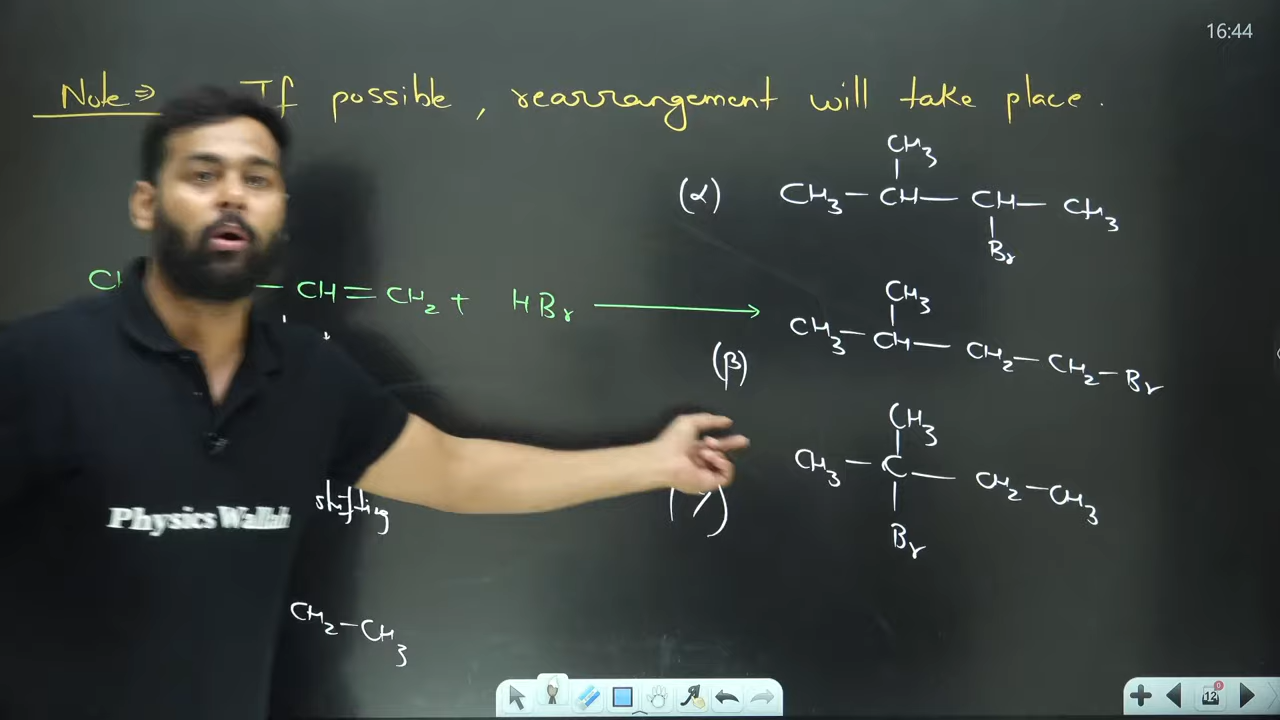 16:44
Note ⇒ If possible, rearrangement will take place.
CH3
(α) CH3 – CH – CH – CH3
Br
CH = CH2 + HBr ⟶
CH3
CH3 – CH – CH2 – CH2 – Br
(β)
CH3
CH3 – C – CH2 – CH3
Br
shifting
Physics Wallah
CH2 – CH3
12